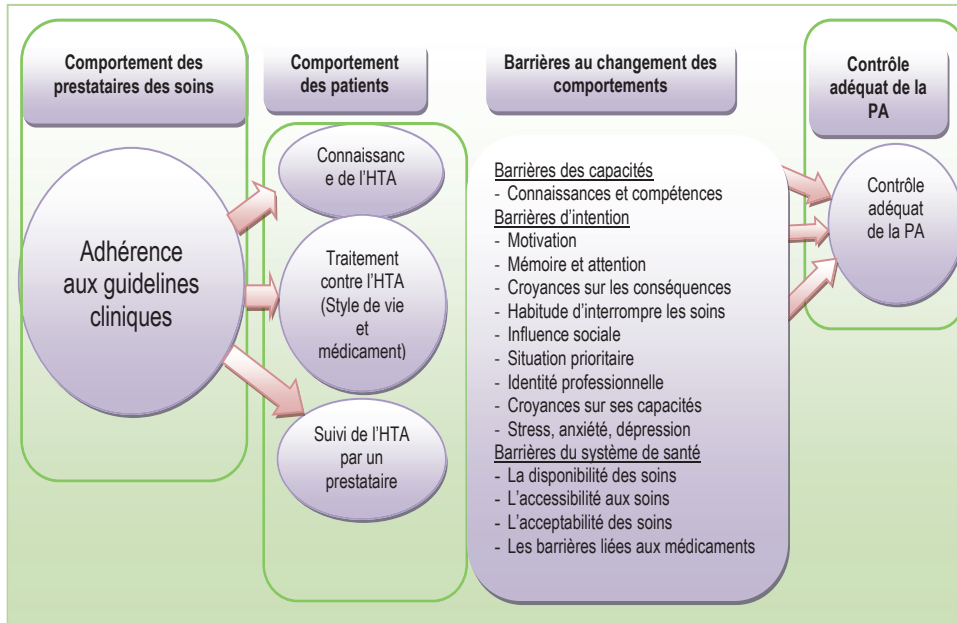 Comportement des
prestataires des soins
Comportement
des patients
Barrières au changement des
comportements
Contrôle
adéquat de la
PA
Adhérence
aux guidelines
cliniques
Connaissanc
e de l'HTA
Traitement
contre l'HTA
(Style de vie
et
médicament)
Suivi de l'HTA
par un
prestataire
Barrières des capacités
- Connaissances et compétences
Barrières d'intention
- Motivation
- Mémoire et attention
- Croyances sur les conséquences
- Habitude d'interrompre les soins
- Influence sociale
- Situation prioritaire
- Identité professionnelle
- Croyances sur ses capacités
- Stress, anxiété, dépression
Barrières du système de santé
- La disponibilité des soins
- L'accessibilité aux soins
- L'acceptabilité des soins
- Les barrières liées aux médicaments
Contrôle
adéquat
de la PA